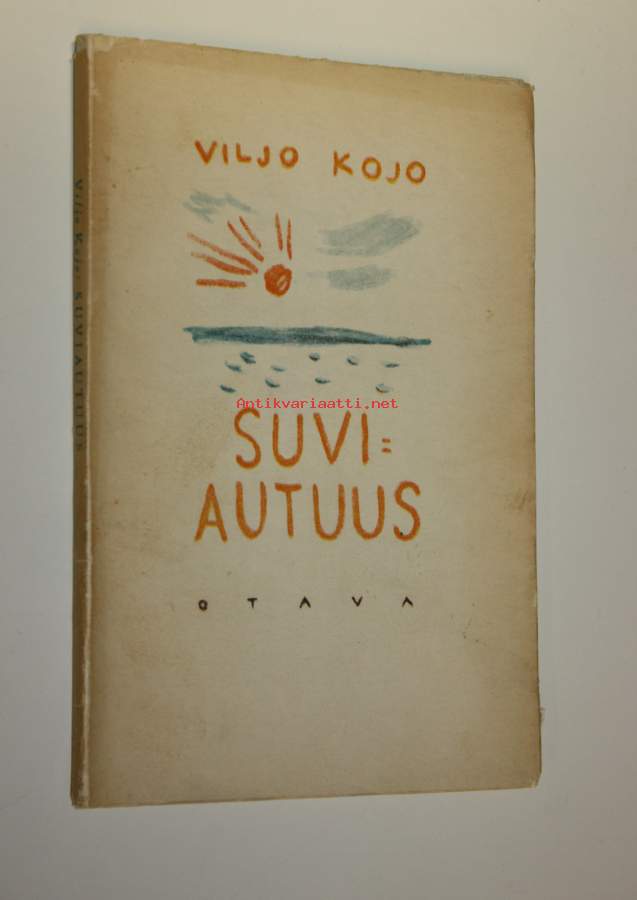 VILJO KOJO
Antikvariaatti.net
SUVI=
AUTUUS
OTAVA
Viljo Kojo: SUVIAUTUUS